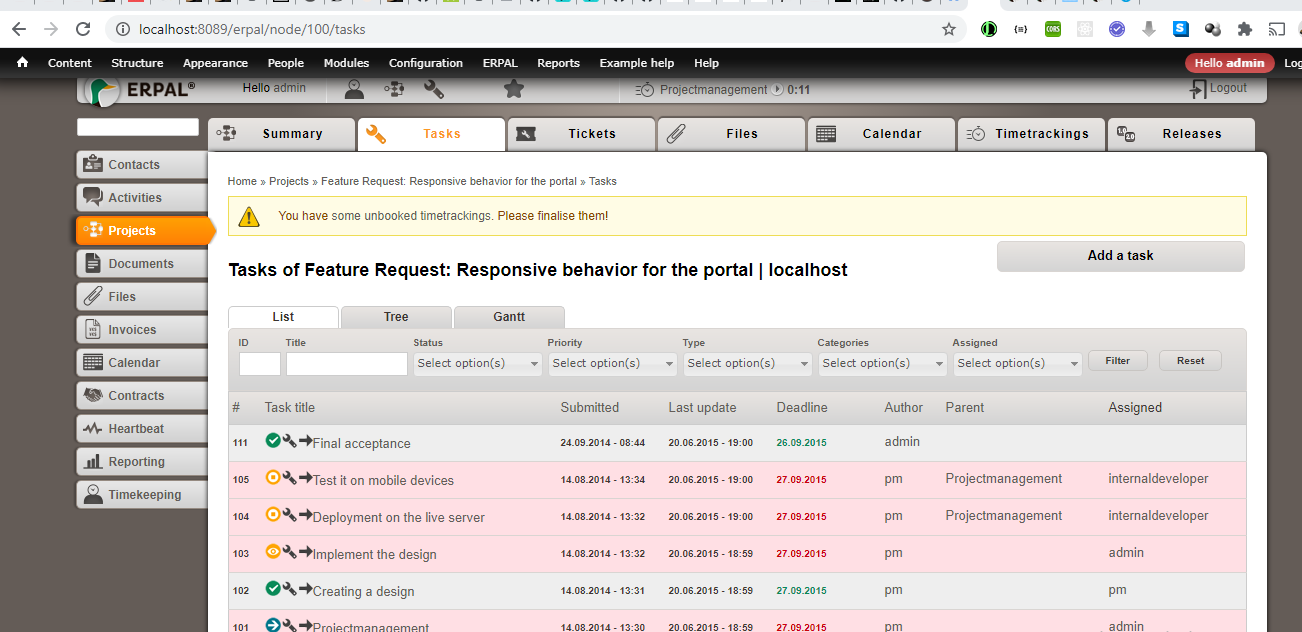 localhost:8089/erpal/node/100/tasks
CORS
Content Structure Appearance People Modules Configuration ERPAL Reports Example help Help Hello admin Log
ERPAL® Hello admin Projectmanagement 0:11 Logout
Summary Tasks Tickets Files Calendar Timetrackings Releases
Contacts
Activities
Projects
Documents
Files
Invoices
Calendar
Contracts
Heartbeat
Reporting
Timekeeping
Home » Projects » Feature Request: Responsive behavior for the portal » Tasks
You have some unbooked timetrackings. Please finalise them!
Add a task
Tasks of Feature Request: Responsive behavior for the portal | localhost
List Tree Gantt
ID Title Status Priority Type Categories Assigned
Select option(s) Select option(s) Select option(s) Select option(s) Select option(s) Filter Reset
# Task title Submitted Last update Deadline Author Parent Assigned
111 Final acceptance 24.09.2014 - 08:44 20.06.2015 - 19:00 26.09.2015 admin
105 Test it on mobile devices 14.08.2014 - 13:34 20.06.2015 - 19:00 27.09.2015 pm Projectmanagement internaldeveloper
104 Deployment on the live server 14.08.2014 - 13:32 20.06.2015 - 19:00 27.09.2015 pm Projectmanagement internaldeveloper
103 Implement the design 14.08.2014 - 13:32 20.06.2015 - 18:59 27.09.2015 pm admin
102 Creating a design 14.08.2014 - 13:31 20.06.2015 - 18:59 27.09.2015 pm pm
101 Projectmanagement 14.08.2014 - 13:30 20.06.2015 - 18:59 27.09.2015 pm admin